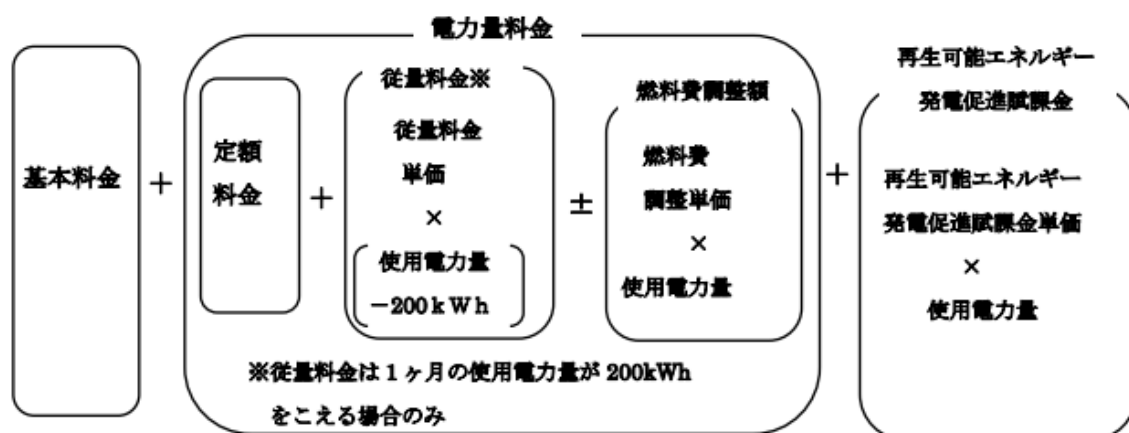 電力量料金
基本料金
+
定額
料金
+
従量料金※
従量料金
単価
×
使用電力量
－200ｋＷｈ
±
燃料費調整額
燃料費
調整単価
×
使用電力量
+
再生可能エネルギー
発電促進賦課金
再生可能エネルギー
発電促進賦課金単価
×
使用電力量
※従量料金は１ヶ月の使用電力量が 200kWh
をこえる場合のみ